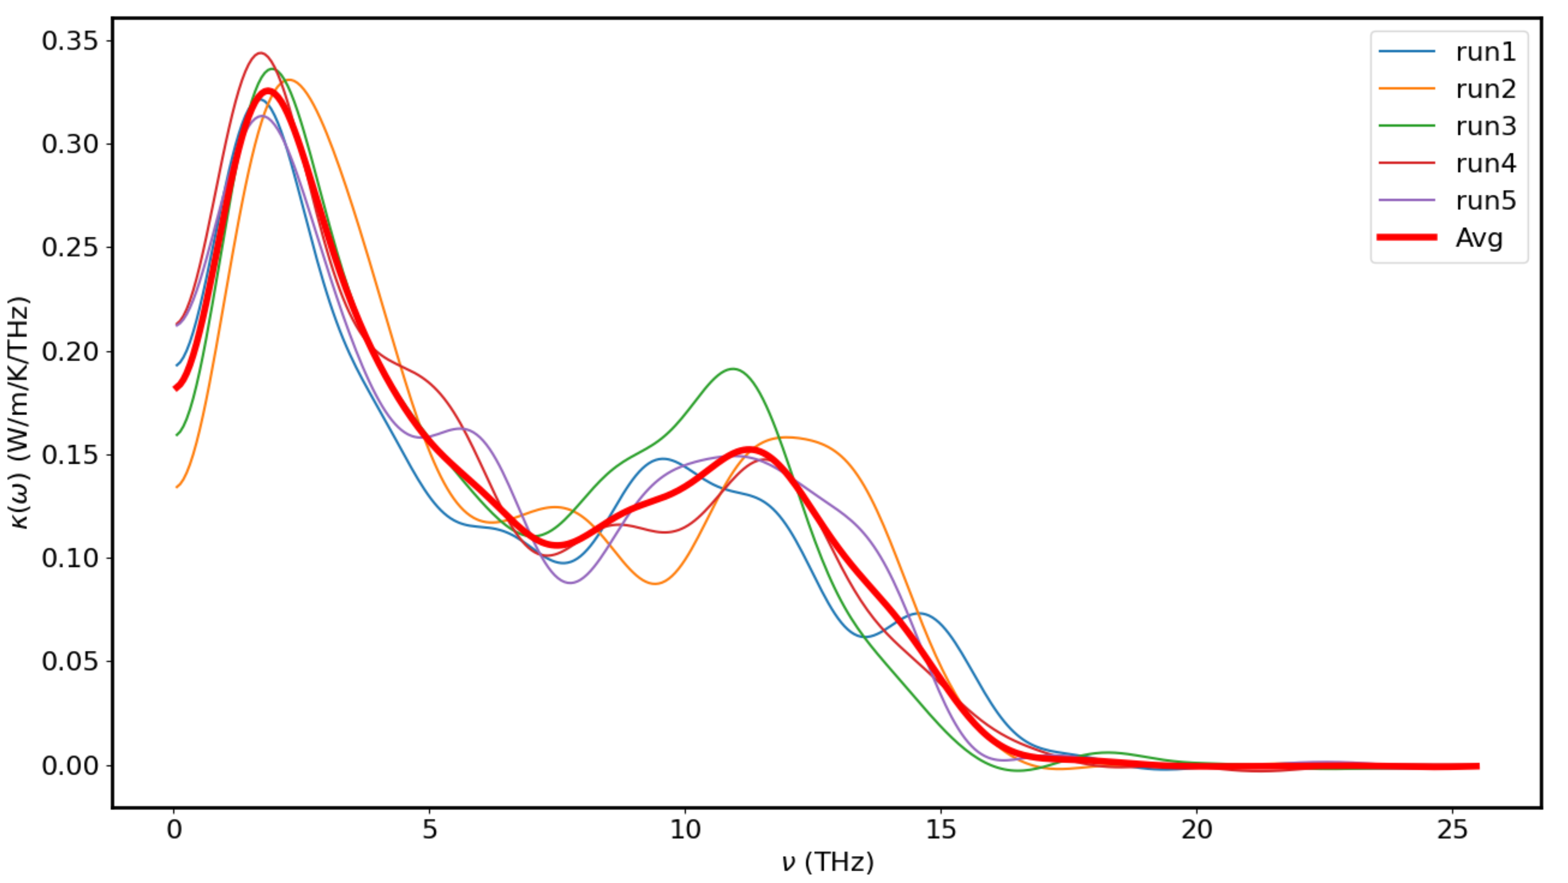 0.35
0.30
0.25
0.20
0.15
0.10
0.05
0.00
κ(ω) (W/m/K/THz)
0 5 10 15 20 25
ν (THz)
run1
run2
run3
run4
run5
Avg